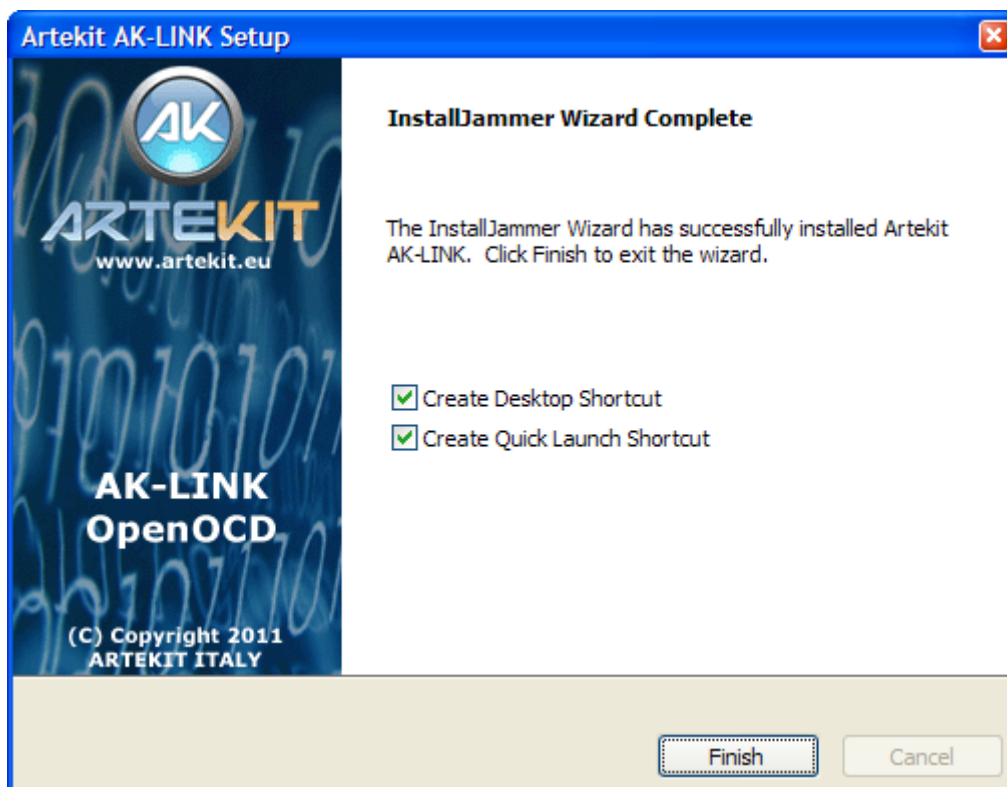 Artekit AK-LINK Setup
AK
ARTEKIT
www.artekit.eu
AK-LINK
OpenOCD
(C) Copyright 2011
ARTEKIT ITALY
InstallJammer Wizard Complete
The InstallJammer Wizard has successfully installed Artekit
AK-LINK.  Click Finish to exit the wizard.
Create Desktop Shortcut
Create Quick Launch Shortcut
Finish
Cancel